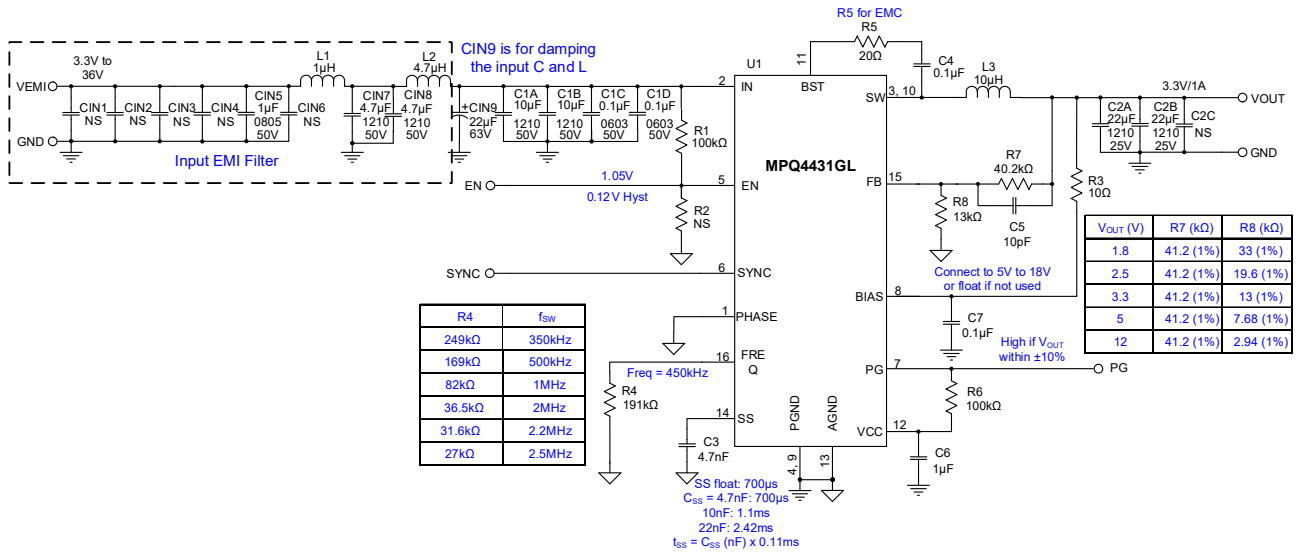 R5 for EMC
R5
20Ω
C4
0.1µF
L3
10µH
3.3V to
36V
VEMI
GND
L1
1µH
L2
4.7µH
CIN1
NS
CIN2
NS
CIN3
NS
CIN4
NS
CIN5
1µF
0805
50V
CIN6
NS
CIN7
4.7µF
1210
50V
CIN8
4.7µF
1210
50V
Input EMI Filter
CIN9 is for damping
the input C and L
+
CIN9
22µF
63V
C1A
10µF
1210
50V
C1B
10µF
1210
50V
C1C
0.1µF
0603
50V
C1D
0.1µF
0603
50V
R1
100kΩ
EN
1.05V
0.12 V Hyst
R2
NS
SYNC
U1
MPQ4431GL
2
IN
5
EN
6
SYNC
1
PHASE
16
FRE
Q
14
SS
11
BST
SW
3, 10
FB
15
BIAS
8
PG
7
VCC
12
PGND
4, 9
AGND
13
3.3V/1A
VOUT
GND
C2A
22µF
1210
25V
C2B
22µF
1210
25V
C2C
NS
R7
40.2kΩ
C5
10pF
R8
13kΩ
R3
10Ω
Connect to 5V to 18V
or float if not used
C7
0.1µF
High if VOUT
within ±10%
PG
R6
100kΩ
C6
1µF
VOUT (V) R7 (kΩ) R8 (kΩ)
1.8 41.2 (1%) 33 (1%)
2.5 41.2 (1%) 19.6 (1%)
3.3 41.2 (1%) 13 (1%)
5 41.2 (1%) 7.68 (1%)
12 41.2 (1%) 2.94 (1%)
R4 fSW
249kΩ 350kHz
169kΩ 500kHz
82kΩ 1MHz
36.5kΩ 2MHz
31.6kΩ 2.2MHz
27kΩ 2.5MHz
Freq = 450kHz
R4
191kΩ
C3
4.7nF
SS float: 700µs
CSS = 4.7nF: 700µs
10nF: 1.1ms
22nF: 2.42ms
tSS = CSS (nF) x 0.11ms